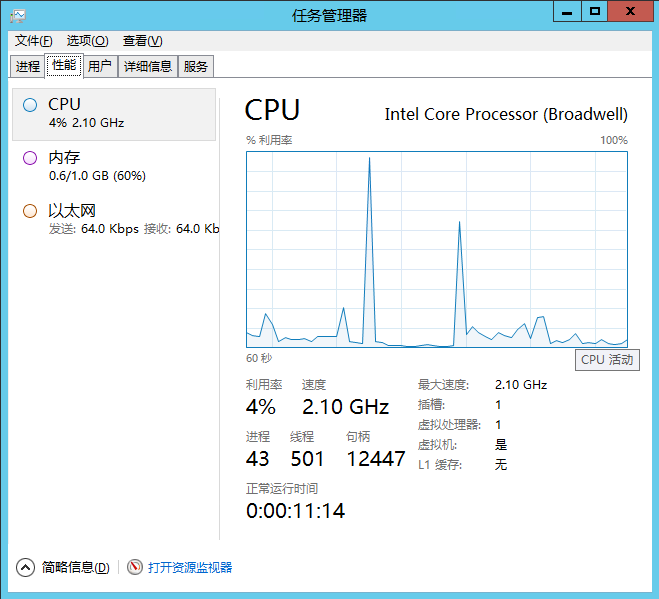 任务管理器
文件(F) 选项(O) 查看(V)
进程 性能 用户 详细信息 服务
CPU
4% 2.10 GHz
内存
0.6/1.0 GB (60%)
以太网
发送: 64.0 Kbps 接收: 64.0 Kb
CPU Intel Core Processor (Broadwell)
% 利用率 100%
60 秒
CPU 活动
利用率 速度
4% 2.10 GHz
进程 线程 句柄
43 501 12447
正常运行时间
0:00:11:14
最大速度: 2.10 GHz
插槽: 1
虚拟处理器: 1
虚拟机: 是
L1 缓存: 无
简略信息(D) 打开资源监视器